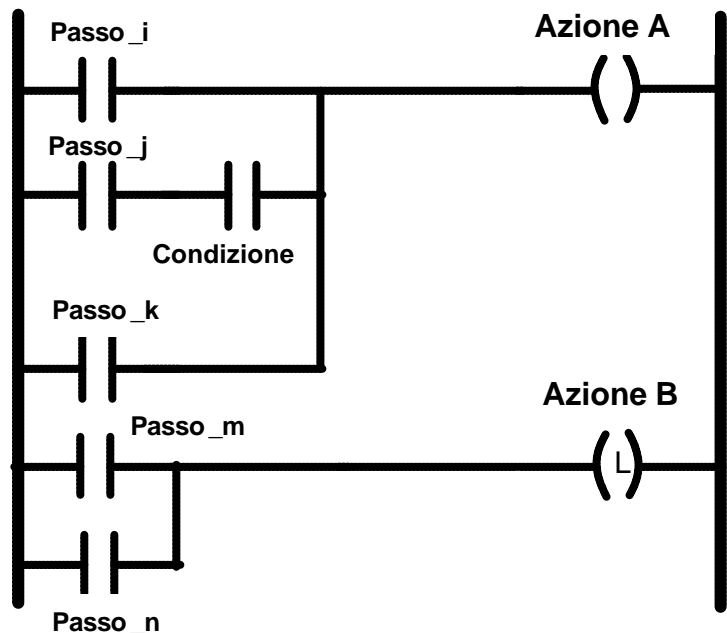 Azione A
Passo_i
Passo_j
Condizione
Passo_k
Azione B
Passo_m
L
Passo_n